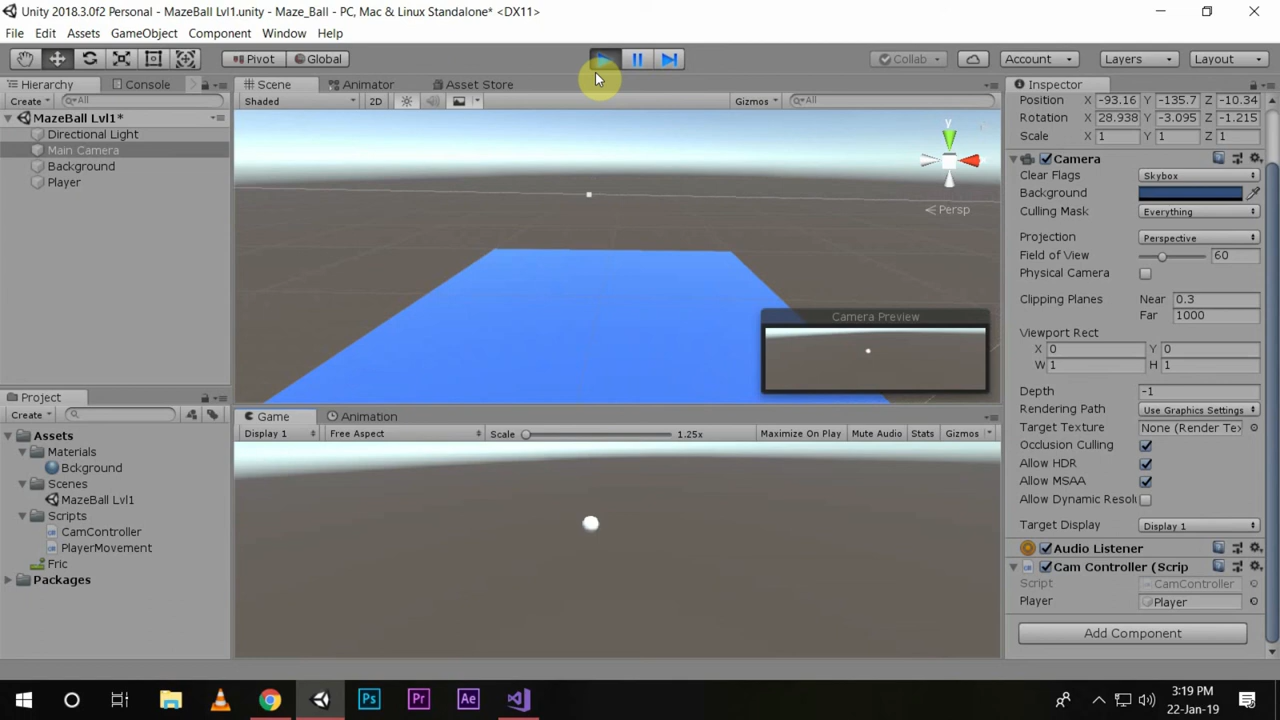 Unity 2018.3.0f2 Personal - MazeBall Lvl1.unity - Maze_Ball - PC, Mac & Linux Standalone* <DX11>
File Edit Assets GameObject Component Window Help
Pivot Global Collab Account Layers Layout
Hierarchy Console Scene Animator Asset Store Inspector
Create All Shaded 2D Gizmos All
Position X -93.16 Y -135.7 Z -10.34
MazeBall Lvl1*
Rotation X 28.938 Y -3.095 Z -1.215
Directional Light
Scale X 1 Y 1 Z 1
Main Camera
Background
Player
y
Persp
Camera
Clear Flags Skybox
Background
Culling Mask Everything
Projection Perspective
Field of View 60
Physical Camera
Clipping Planes Near 0.3
Far 1000
Camera Preview
Viewport Rect
X 0 Y 0
W 1 H 1
Depth -1
Rendering Path Use Graphics Settings
Target Texture None (Render Tex
Occlusion Culling
Allow HDR
Allow MSAA
Allow Dynamic Resolu
Target Display Display 1
Audio Listener
Cam Controller (Scrip
Script CamController
Player Player
Add Component
Project
Create
Assets
Materials
Bckground
Scenes
MazeBall Lvl1
Scripts
CamController
PlayerMovement
Fric
Packages
Game Animation
Display 1 Free Aspect Scale 1.25x Maximize On Play Mute Audio Stats Gizmos
Ps Pr Ae
3:19 PM
22-Jan-19